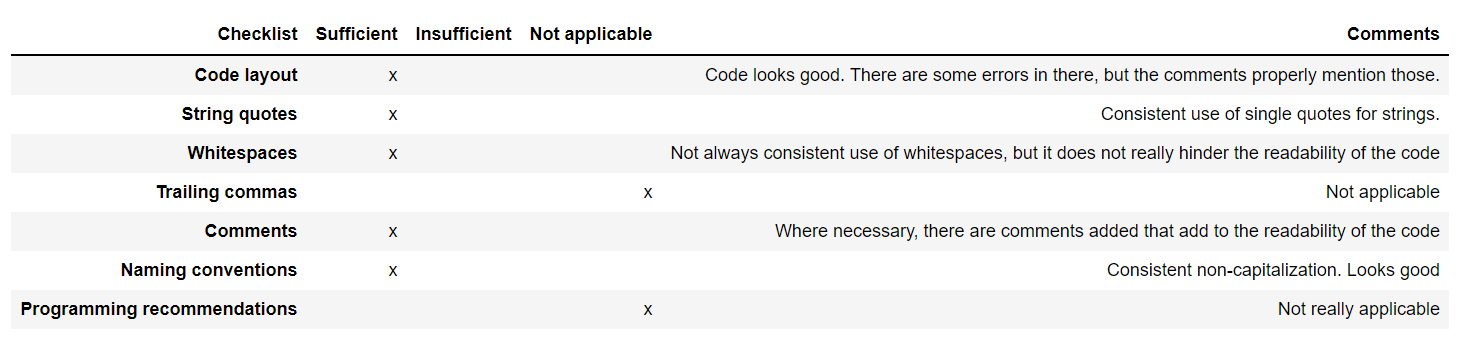 Checklist Sufficient Insufficient Not applicable Comments
Code layout x Code looks good. There are some errors in there, but the comments properly mention those.
String quotes x Consistent use of single quotes for strings.
Whitespaces x Not always consistent use of whitespaces, but it does not really hinder the readability of the code
Trailing commas x Not applicable
Comments x Where necessary, there are comments added that add to the readability of the code
Naming conventions x Consistent non-capitalization. Looks good
Programming recommendations x Not really applicable